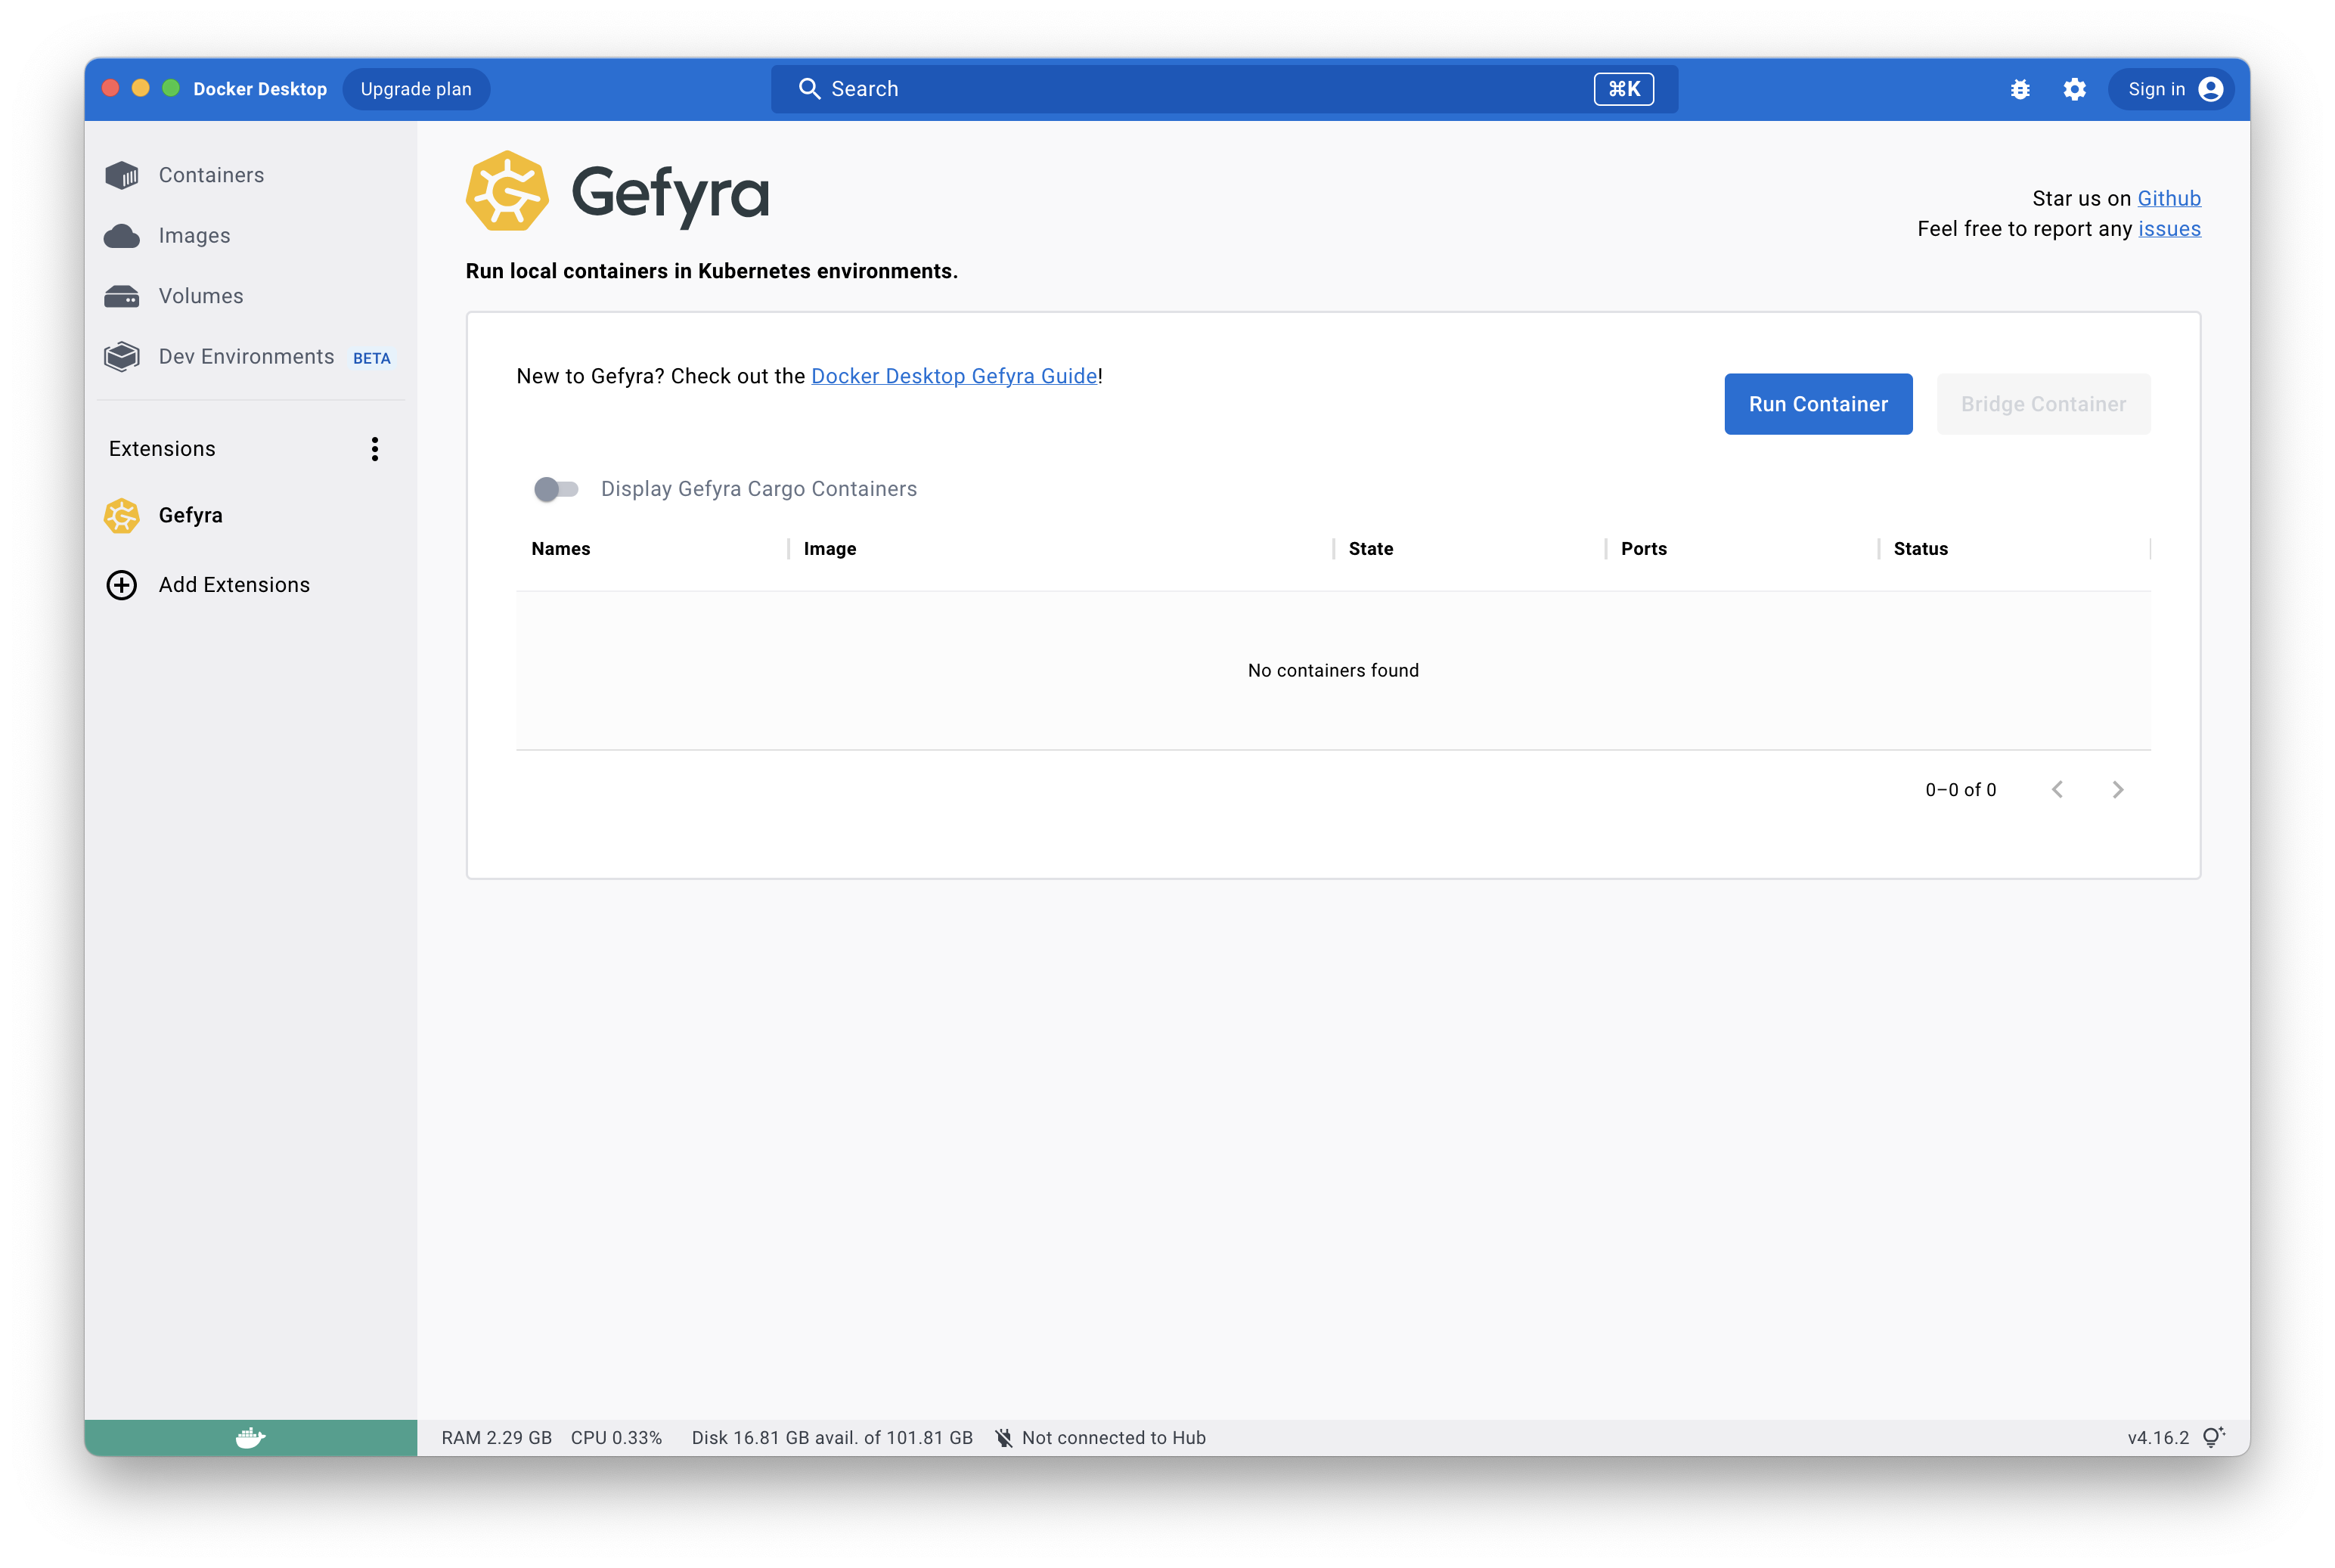 Docker Desktop
Upgrade plan
Search
⌘K
Sign in
Containers
Images
Volumes
Dev Environments BETA
Extensions
Gefyra
Add Extensions
Gefyra
Star us on Github
Feel free to report any issues
Run local containers in Kubernetes environments.
New to Gefyra? Check out the Docker Desktop Gefyra Guide!
Run Container
Bridge Container
Display Gefyra Cargo Containers
Names Image State Ports Status
No containers found
0–0 of 0
RAM 2.29 GB CPU 0.33% Disk 16.81 GB avail. of 101.81 GB Not connected to Hub
v4.16.2